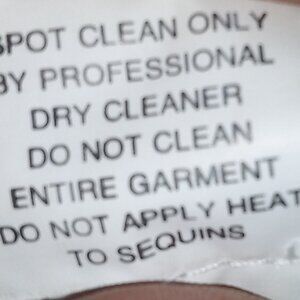 SPOT CLEAN ONLY
BY PROFESSIONAL
DRY CLEANER
DO NOT CLEAN
ENTIRE GARMENT
DO NOT APPLY HEAT
TO SEQUINS